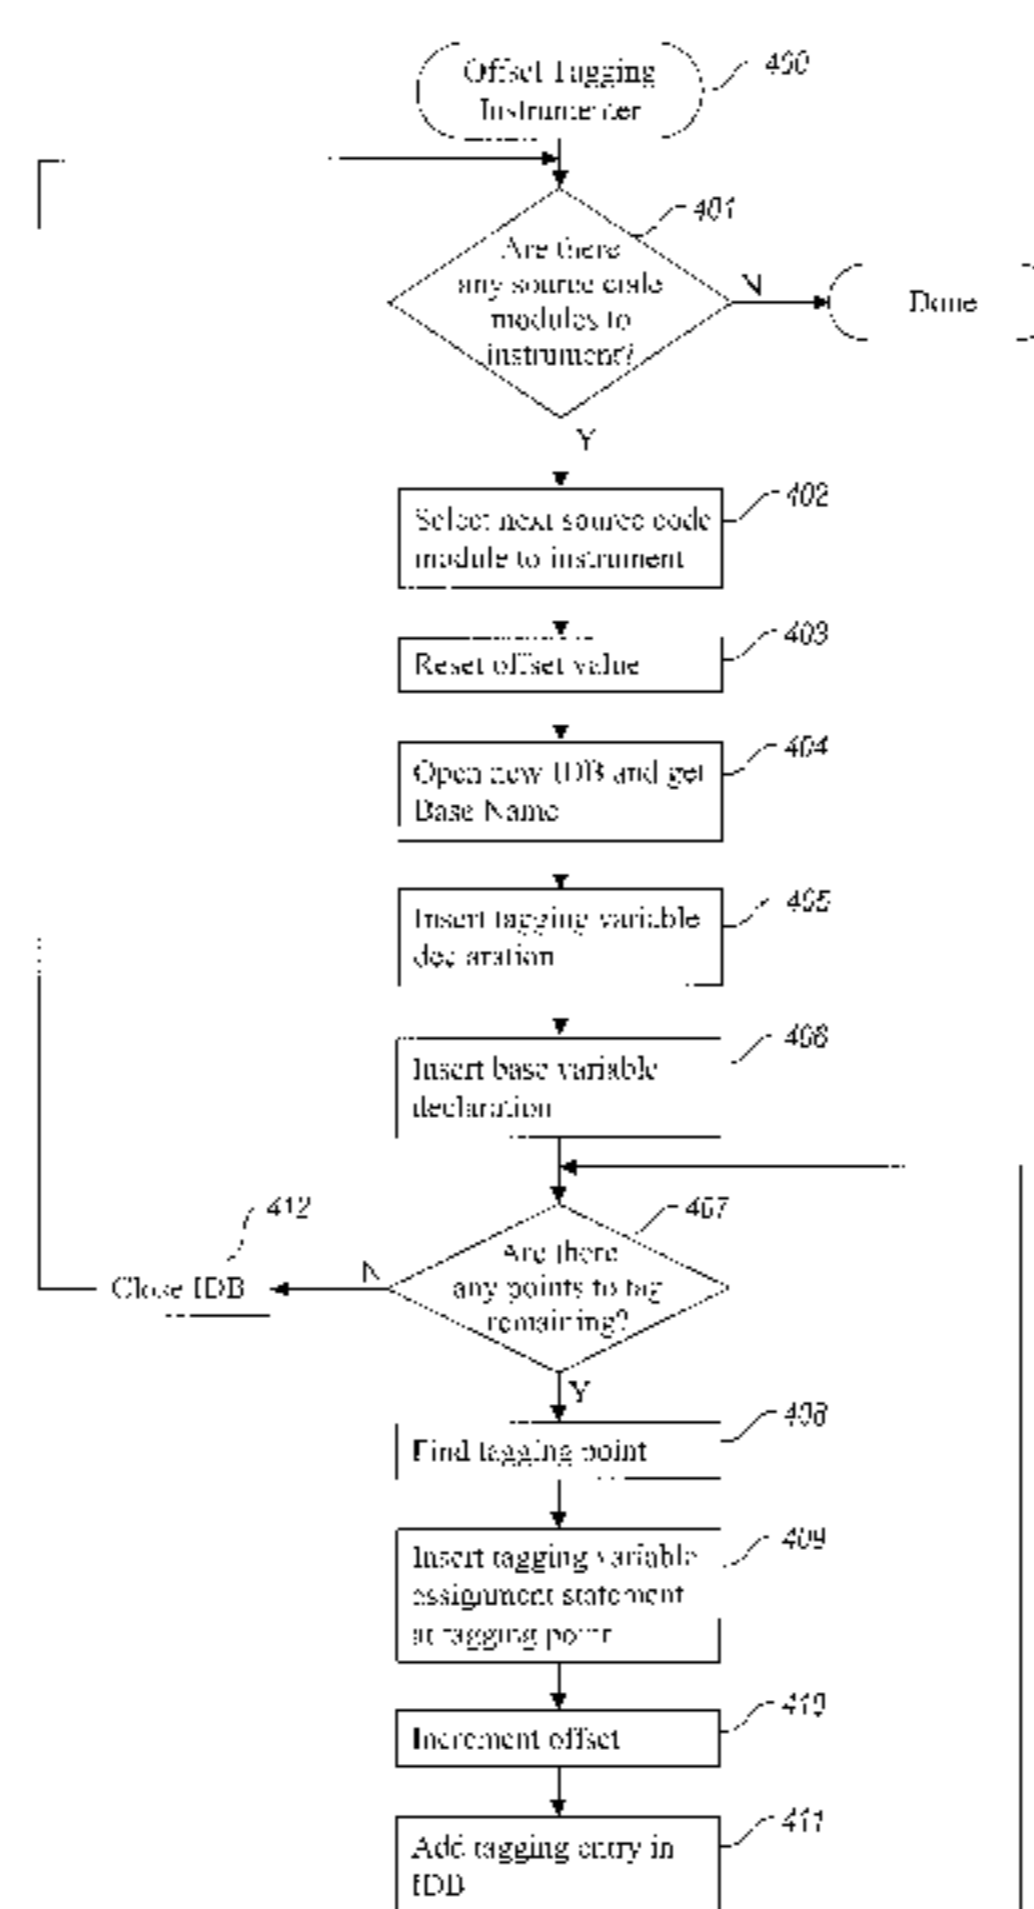 Offset Tagging
Instrumenter
400
401
Are there
any source code
modules to
instrument?
N
Done
Y
402
Select next source code
module to instrument
403
Reset offset value
404
Open new IDB and get
Base Name
405
Insert tagging variable
declaration
406
Insert base variable
declaration
412
407
Close IDB
N
Are there
any points to tag
remaining?
Y
408
Find tagging point
409
Insert tagging variable
assignment statement
at tagging point
410
Increment offset
411
Add tagging entry in
IDB